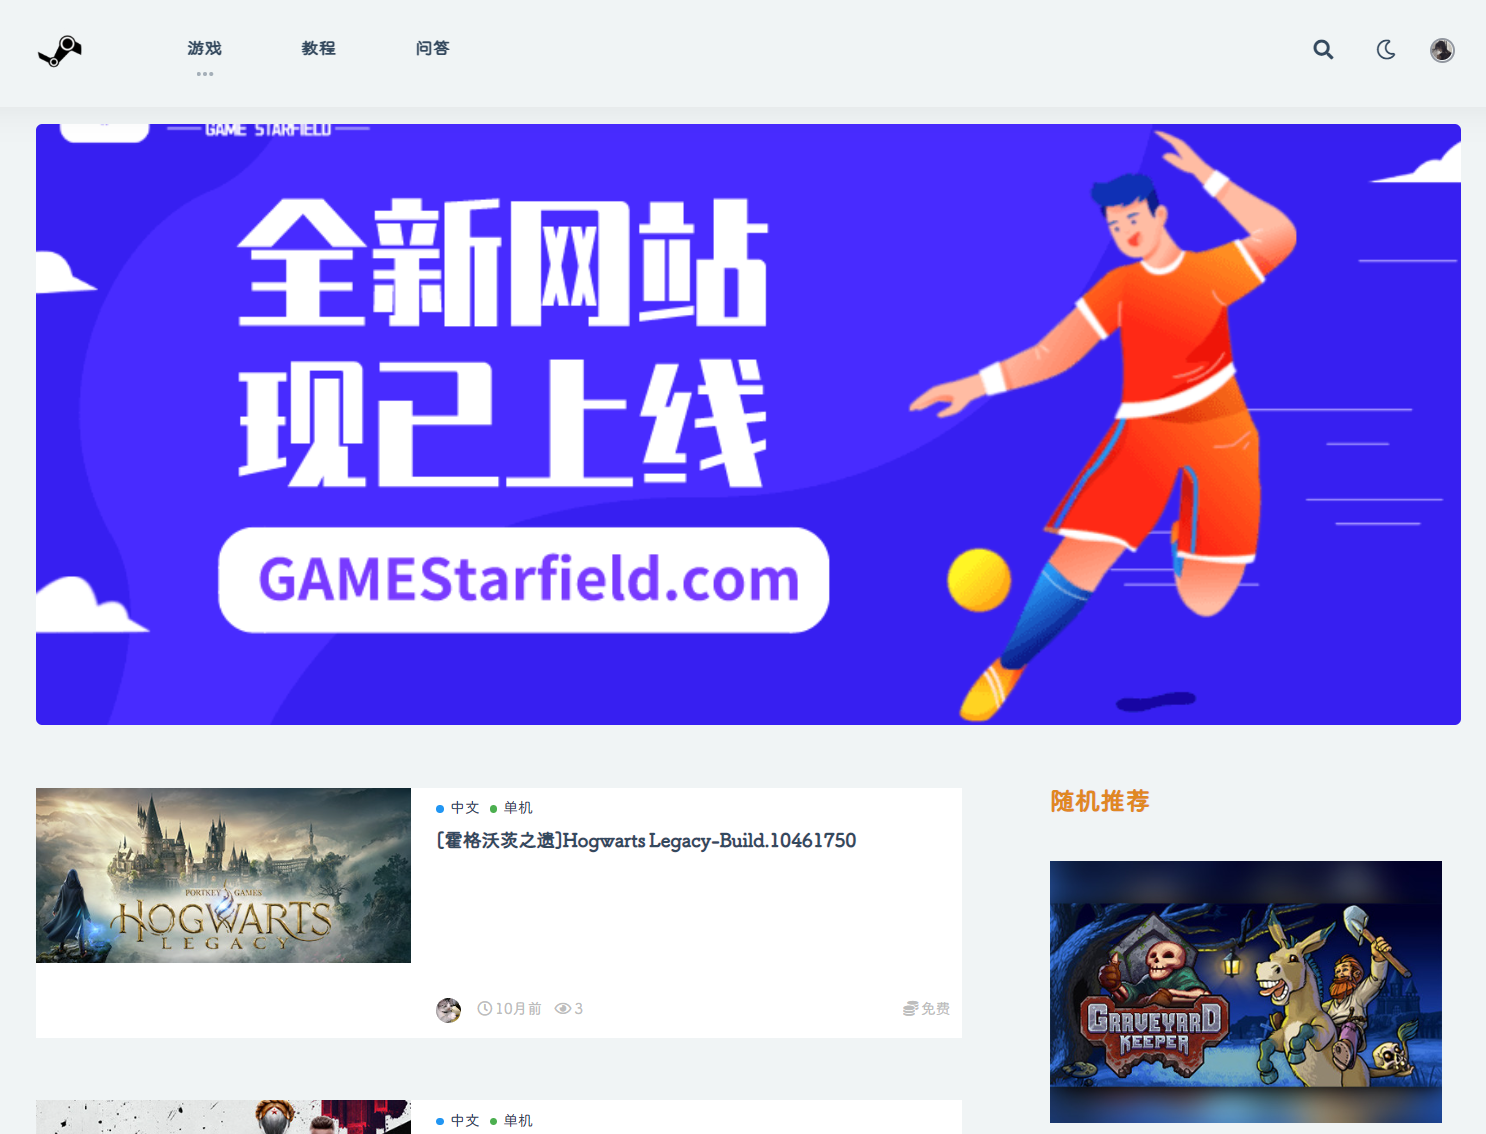 游戏
教程
问答
GAME STARFIELD
全新网站
现已上线
GAMEStarfield.com
中文 单机
[霍格沃茨之遗]Hogwarts Legacy-Build.10461750
PORTKEY GAMES
HOGWARTS
LEGACY
10月前 3
免费
随机推荐
GRAVEYARD
KEEPER
中文 单机